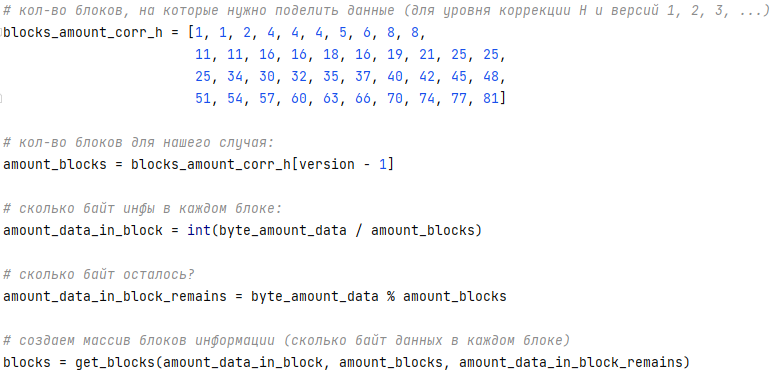 # кол-во блоков, на которые нужно поделить данные (для уровня коррекции H и версий 1, 2, 3, ...)
blocks_amount_corr_h = [1, 1, 2, 4, 4, 4, 5, 6, 8, 8,
11, 11, 16, 16, 18, 16, 19, 21, 25, 25,
25, 34, 30, 32, 35, 37, 40, 42, 45, 48,
51, 54, 57, 60, 63, 66, 70, 74, 77, 81]
# кол-во блоков для нашего случая:
amount_blocks = blocks_amount_corr_h[version - 1]
# сколько байт инфы в каждом блоке:
amount_data_in_block = int(byte_amount_data / amount_blocks)
# сколько байт осталось?
amount_data_in_block_remains = byte_amount_data % amount_blocks
# создаем массив блоков информации (сколько байт данных в каждом блоке)
blocks = get_blocks(amount_data_in_block, amount_blocks, amount_data_in_block_remains)